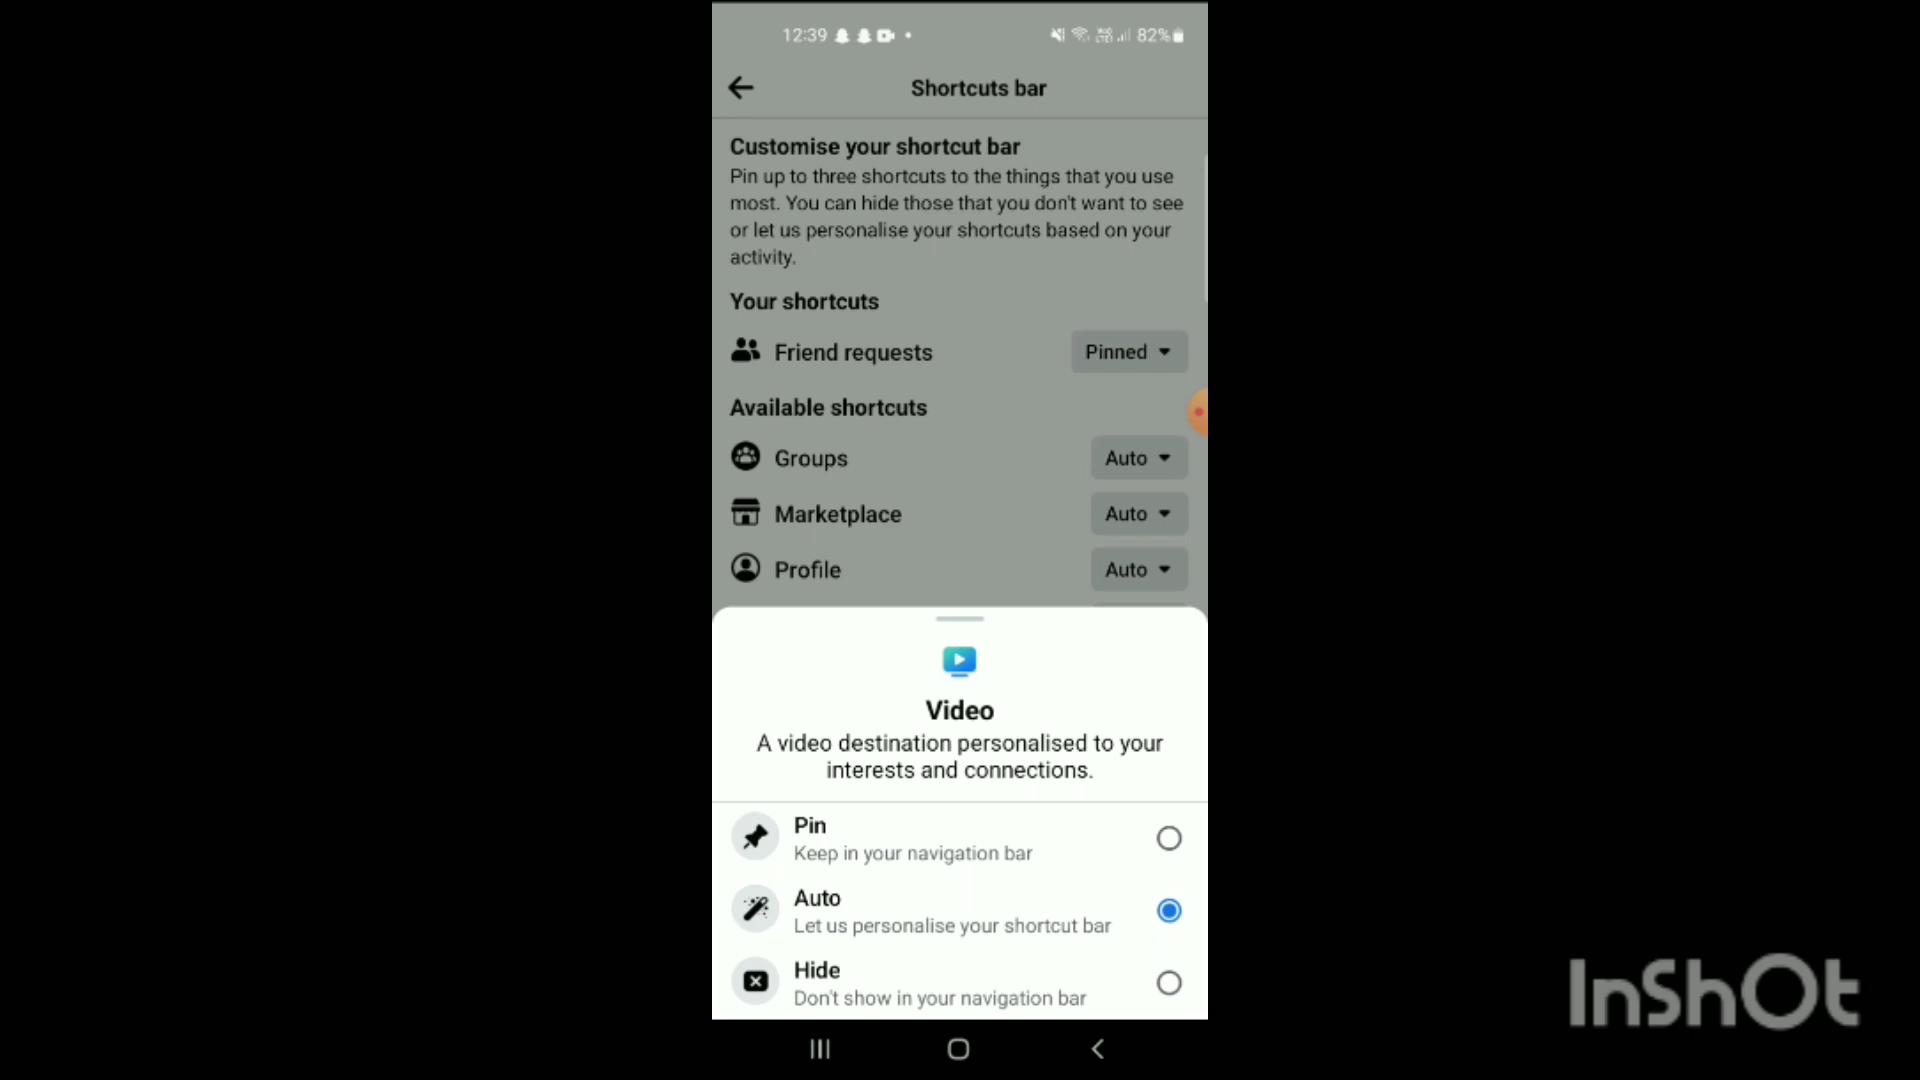 12:39
82%
Shortcuts bar
Customise your shortcut bar
Pin up to three shortcuts to the things that you use
most. You can hide those that you don't want to see
or let us personalise your shortcuts based on your
activity.
Your shortcuts
Friend requests
Pinned
Available shortcuts
Groups
Auto
Marketplace
Auto
Profile
Auto
Video
A video destination personalised to your
interests and connections.
Pin
Keep in your navigation bar
Auto
Let us personalise your shortcut bar
Hide
Don't show in your navigation bar
InShOt